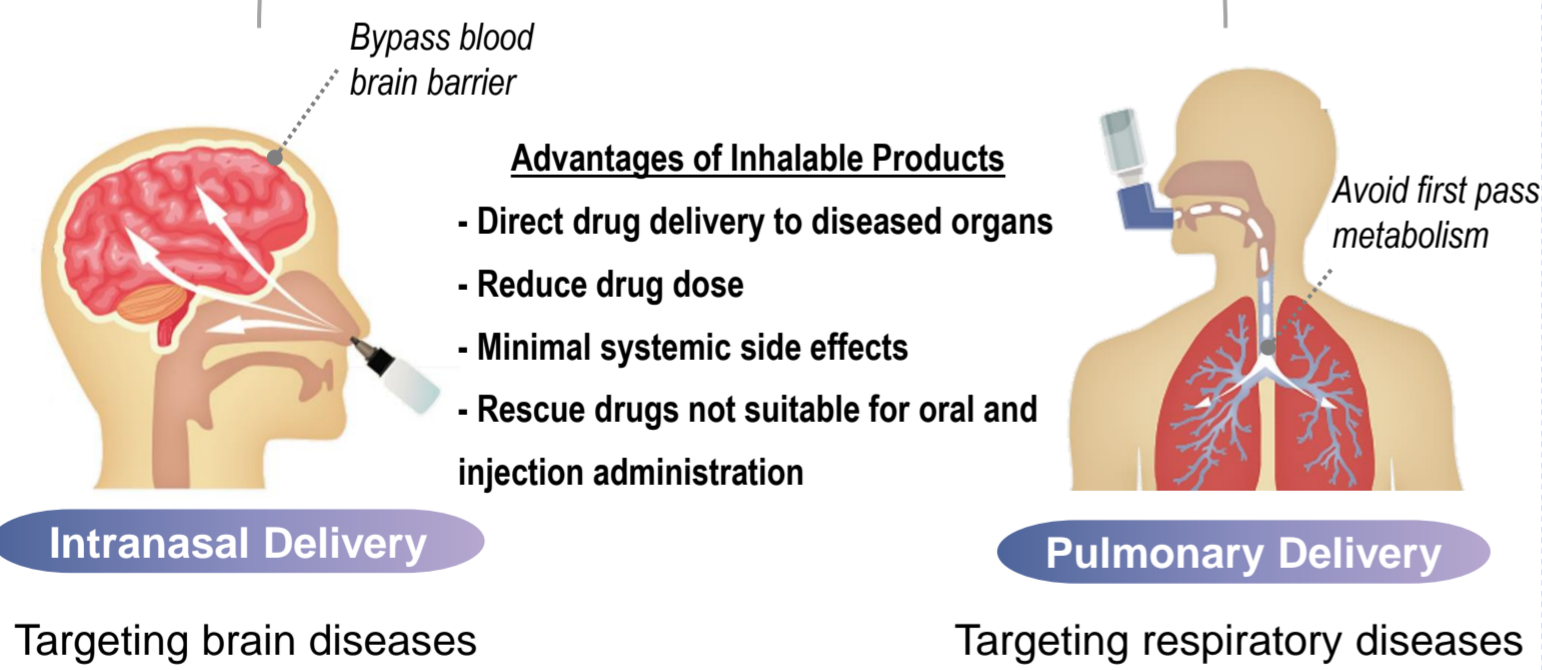 Bypass blood
brain barrier
Advantages of Inhalable Products
- Direct drug delivery to diseased organs
- Reduce drug dose
- Minimal systemic side effects
- Rescue drugs not suitable for oral and
injection administration
Avoid first pass
metabolism
Intranasal Delivery
Pulmonary Delivery
Targeting brain diseases
Targeting respiratory diseases